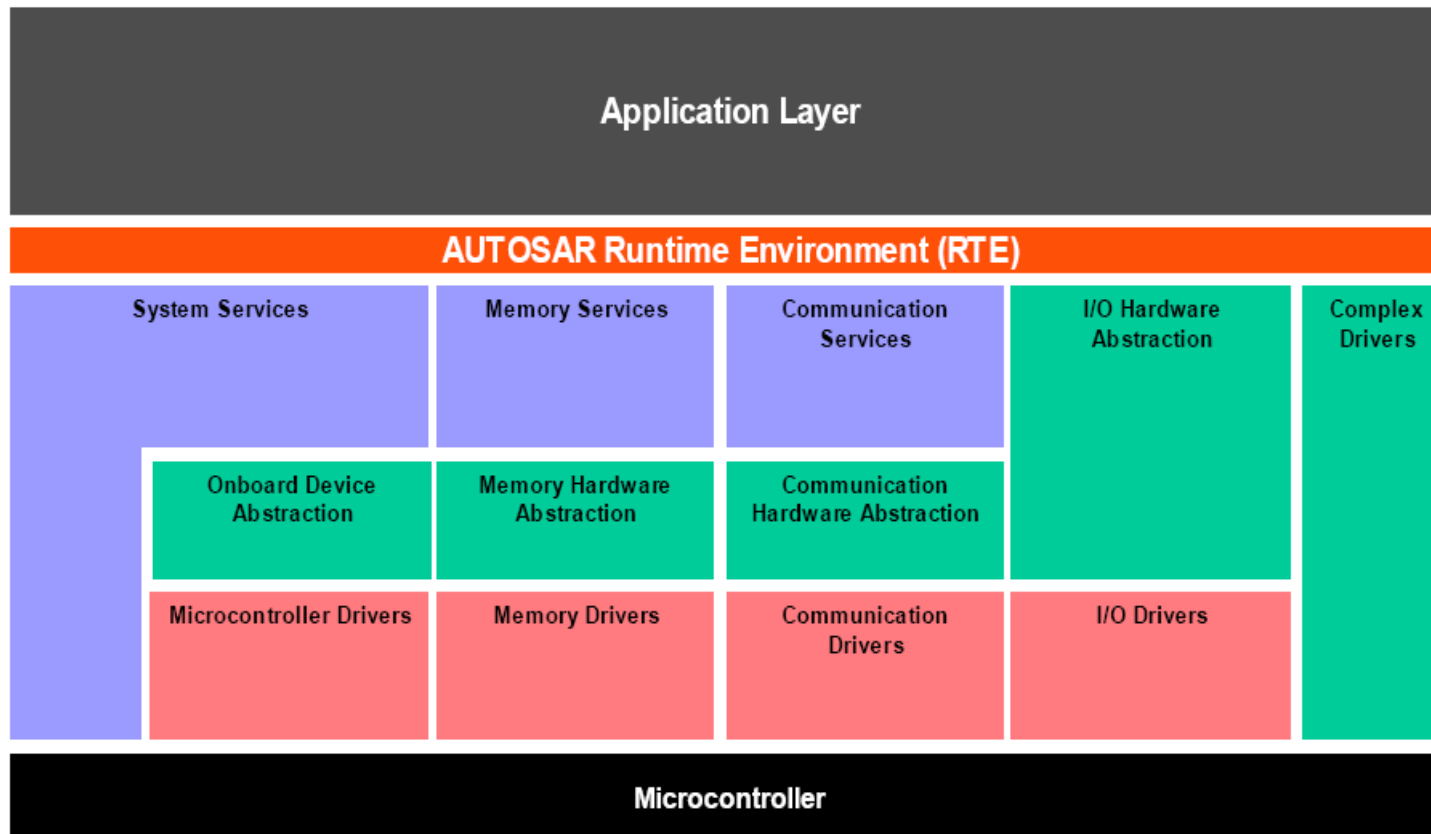 Application Layer
AUTOSAR Runtime Environment (RTE)
System Services
Memory Services
Communication
Services
I/O Hardware
Abstraction
Complex
Drivers
Onboard Device
Abstraction
Memory Hardware
Abstraction
Communication
Hardware Abstraction
Microcontroller Drivers
Memory Drivers
Communication
Drivers
I/O Drivers
Microcontroller